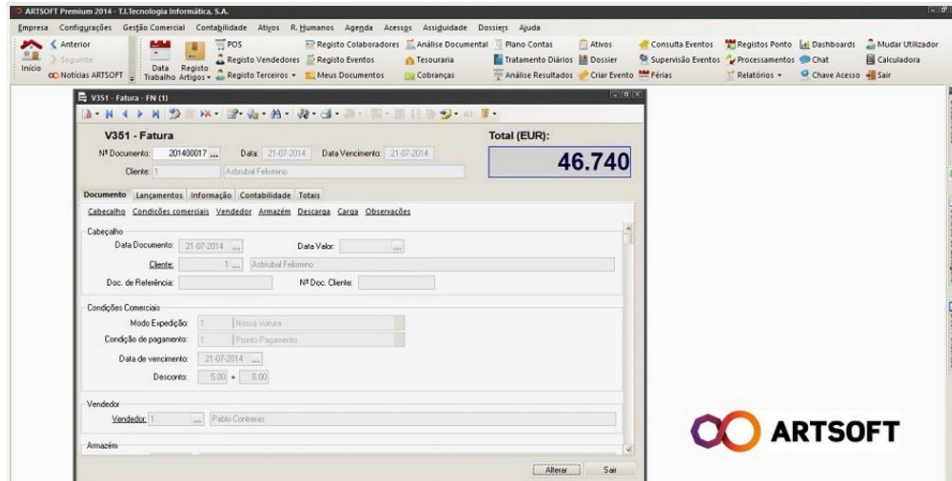 ARTSOFT Premium 2014 - T.I.Tecnologia Informática, S.A.
Empresa Configurações Gestão Comercial Contabilidade Ativos R. Humanos Agenda Acessos Assiduidade Dossiers Ajuda
Anterior POS Registo Colaboradores Análise Documental Plano Contas Ativos Consulta Eventos Registos Ponto Dashboards Mudar Utilizador
Seguinte Registo Vendedores Registo Eventos Tesouraria Tratamento Diários Dossier Supervisão Eventos Processamentos Chat Calculadora
Início Notícias ARTSOFT Data Trabalho Registo Artigos Registo Terceiros Meus Documentos Cobranças Análise Resultados Criar Evento Férias Relatórios Chave Acesso Sair
V351 - Fatura - FN (1)
V351 - Fatura Total (EUR):
Nº Documento: 201400017 ... Data: 21-07-2014 Data Vencimento: 21-07-2014 46.740
Cliente: 1 Asbrubal Felismino
Documento Lançamentos Informação Contabilidade Totais
Cabeçalho Condições comerciais Vendedor Armazém Descarga Carga Observações
Cabeçalho
Data Documento: 21-07-2014 ... Data Valor: ...
Cliente: 1 ... Asbrubal Felismino
Doc. de Referência: Nº Doc. Cliente:
Condições Comerciais
Modo Expedição: 1 Nossa viatura
Condição de pagamento: 1 Pronto Pagamento
Data de vencimento: 21-07-2014 ...
Desconto: 5.00 + 0.00
Vendedor
Vendedor: 1 ... Pablo Contreras
Armazém
Alterar Sair
ARTSOFT